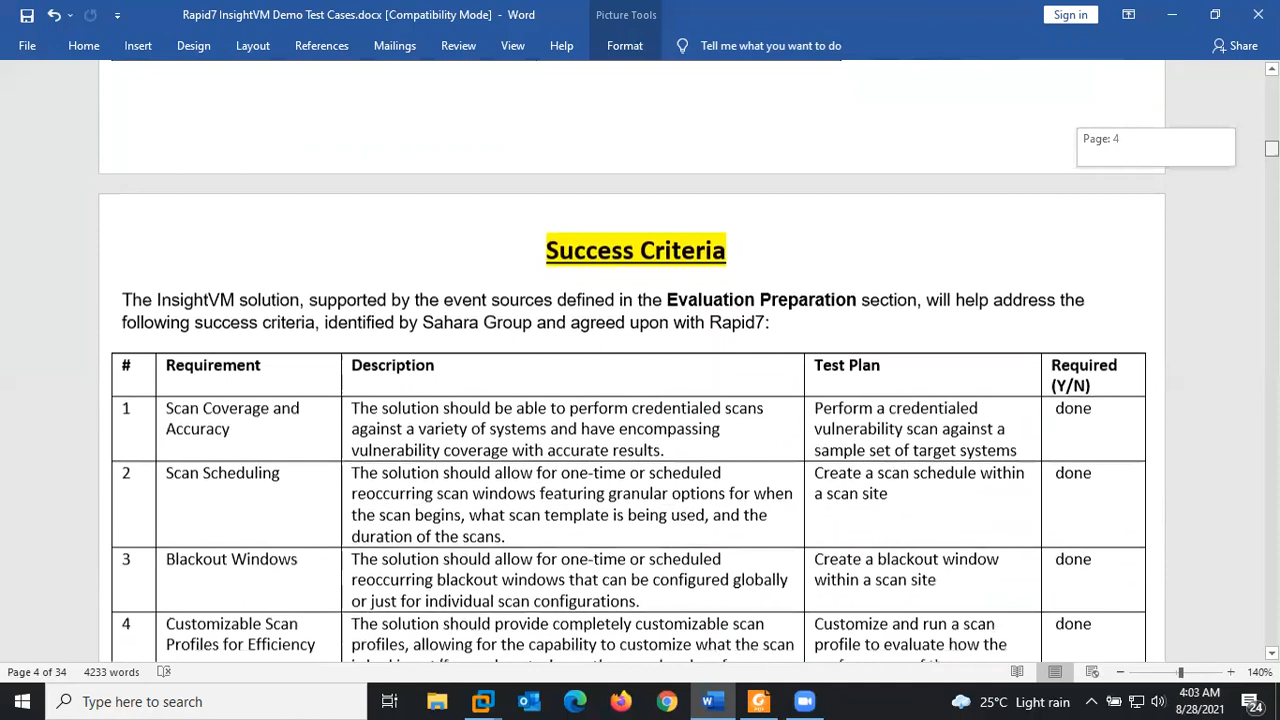 Rapid7 InsightVM Demo Test Cases.docx [Compatibility Mode] - Word
Picture Tools
Sign in
File
Home
Insert
Design
Layout
References
Mailings
Review
View
Help
Format
Tell me what you want to do
Share
Page: 4
Success Criteria
The InsightVM solution, supported by the event sources defined in the Evaluation Preparation section, will help address the
following success criteria, identified by Sahara Group and agreed upon with Rapid7:
# Requirement Description Test Plan Required
(Y/N)
1 Scan Coverage and The solution should be able to perform credentialed scans Perform a credentialed done
Accuracy against a variety of systems and have encompassing vulnerability scan against a
vulnerability coverage with accurate results. sample set of target systems
2 Scan Scheduling The solution should allow for one-time or scheduled Create a scan schedule within done
reoccurring scan windows featuring granular options for when a scan site
the scan begins, what scan template is being used, and the
duration of the scans.
3 Blackout Windows The solution should allow for one-time or scheduled Create a blackout window done
reoccurring blackout windows that can be configured globally within a scan site
or just for individual scan configurations.
4 Customizable Scan The solution should provide completely customizable scan Customize and run a scan done
Profiles for Efficiency profiles, allowing for the capability to customize what the scan profile to evaluate how the
Page 4 of 34
4233 words
140%
Type here to search
25°C Light rain
4:03 AM
8/28/2021
24